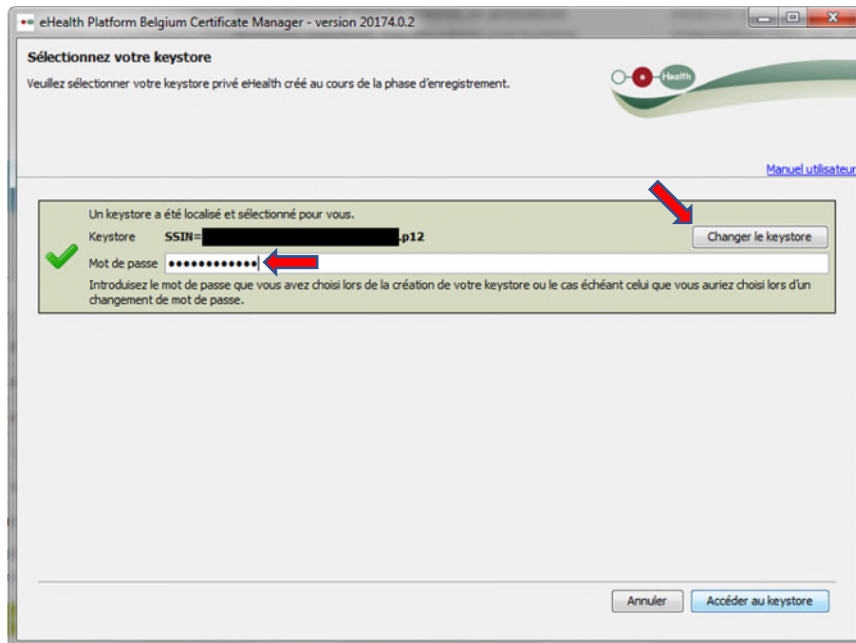 eHealth Platform Belgium Certificate Manager - version 20174.0.2
Sélectionnez votre keystore
Veuillez sélectionner votre keystore privé eHealth créé au cours de la phase d'enregistrement.
Health
Manuel utilisateur
Un keystore a été localisé et sélectionné pour vous.
Keystore SSIN= .p12 Changer le keystore
Mot de passe ••••••••••••
Introduisez le mot de passe que vous avez choisi lors de la création de votre keystore ou le cas échéant celui que vous auriez choisi lors d'un
changement de mot de passe.
Annuler Accéder au keystore